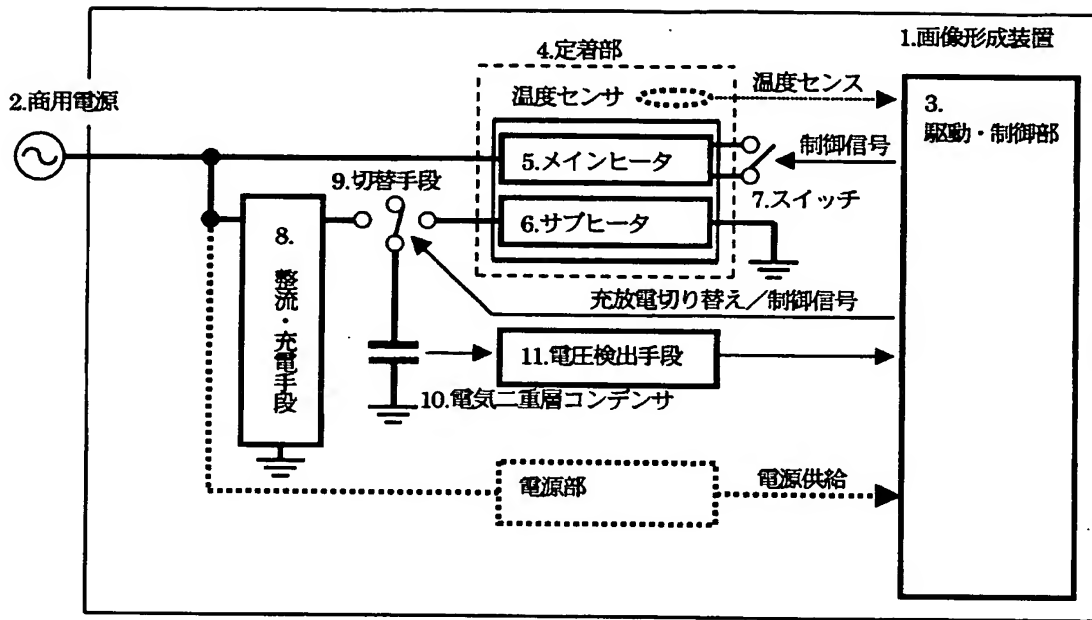 1.画像形成装置
4.定着部
2.商用電源
温度センサ
温度センス
3.
駆動・制御部
5.メインヒータ
制御信号
9.切替手段
7.スイッチ
6.サブヒータ
8.
整流・充電手段
充放電切り替え／制御信号
11.電圧検出手段
10.電気二重層コンデンサ
電源部
電源供給